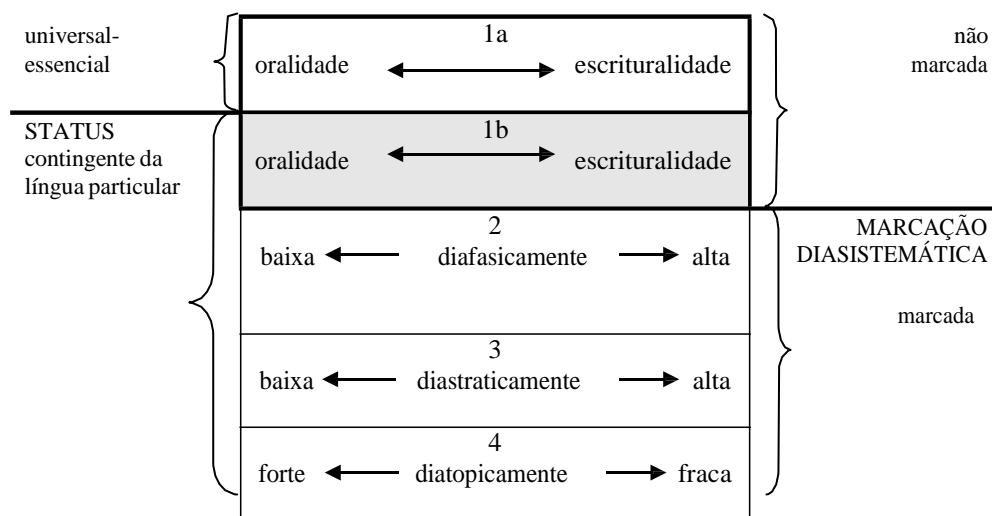 universal-
essencial
1a
oralidade escrituralidade
não
marcada
STATUS
contingente da
língua particular
1b
oralidade escrituralidade
2
baixa diafasicamente alta
MARCAÇÃO
DIASISTEMÁTICA
marcada
3
baixa diastraticamente alta
4
forte diatopicamente fraca